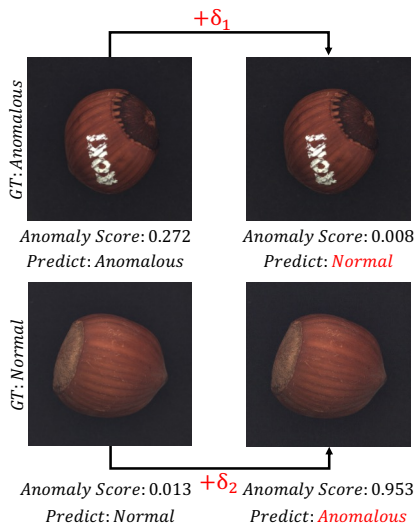 +δ₁
GT: Anomalous
Anomaly Score: 0.272
Predict: Anomalous
Anomaly Score: 0.008
Predict: Normal
GT: Normal
+δ₂
Anomaly Score: 0.013
Predict: Normal
Anomaly Score: 0.953
Predict: Anomalous